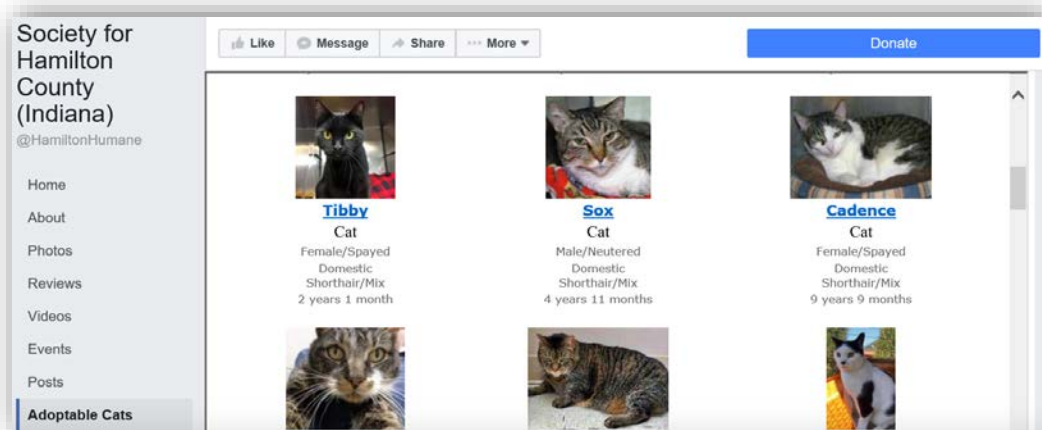 Society for
Hamilton
County
(Indiana)
@HamiltonHumane
Home
About
Photos
Reviews
Videos
Events
Posts
Adoptable Cats
Like Message Share More
Donate
Tibby
Cat
Female/Spayed
Domestic
Shorthair/Mix
2 years 1 month
Sox
Cat
Male/Neutered
Domestic
Shorthair/Mix
4 years 11 months
Cadence
Cat
Female/Spayed
Domestic
Shorthair/Mix
9 years 9 months